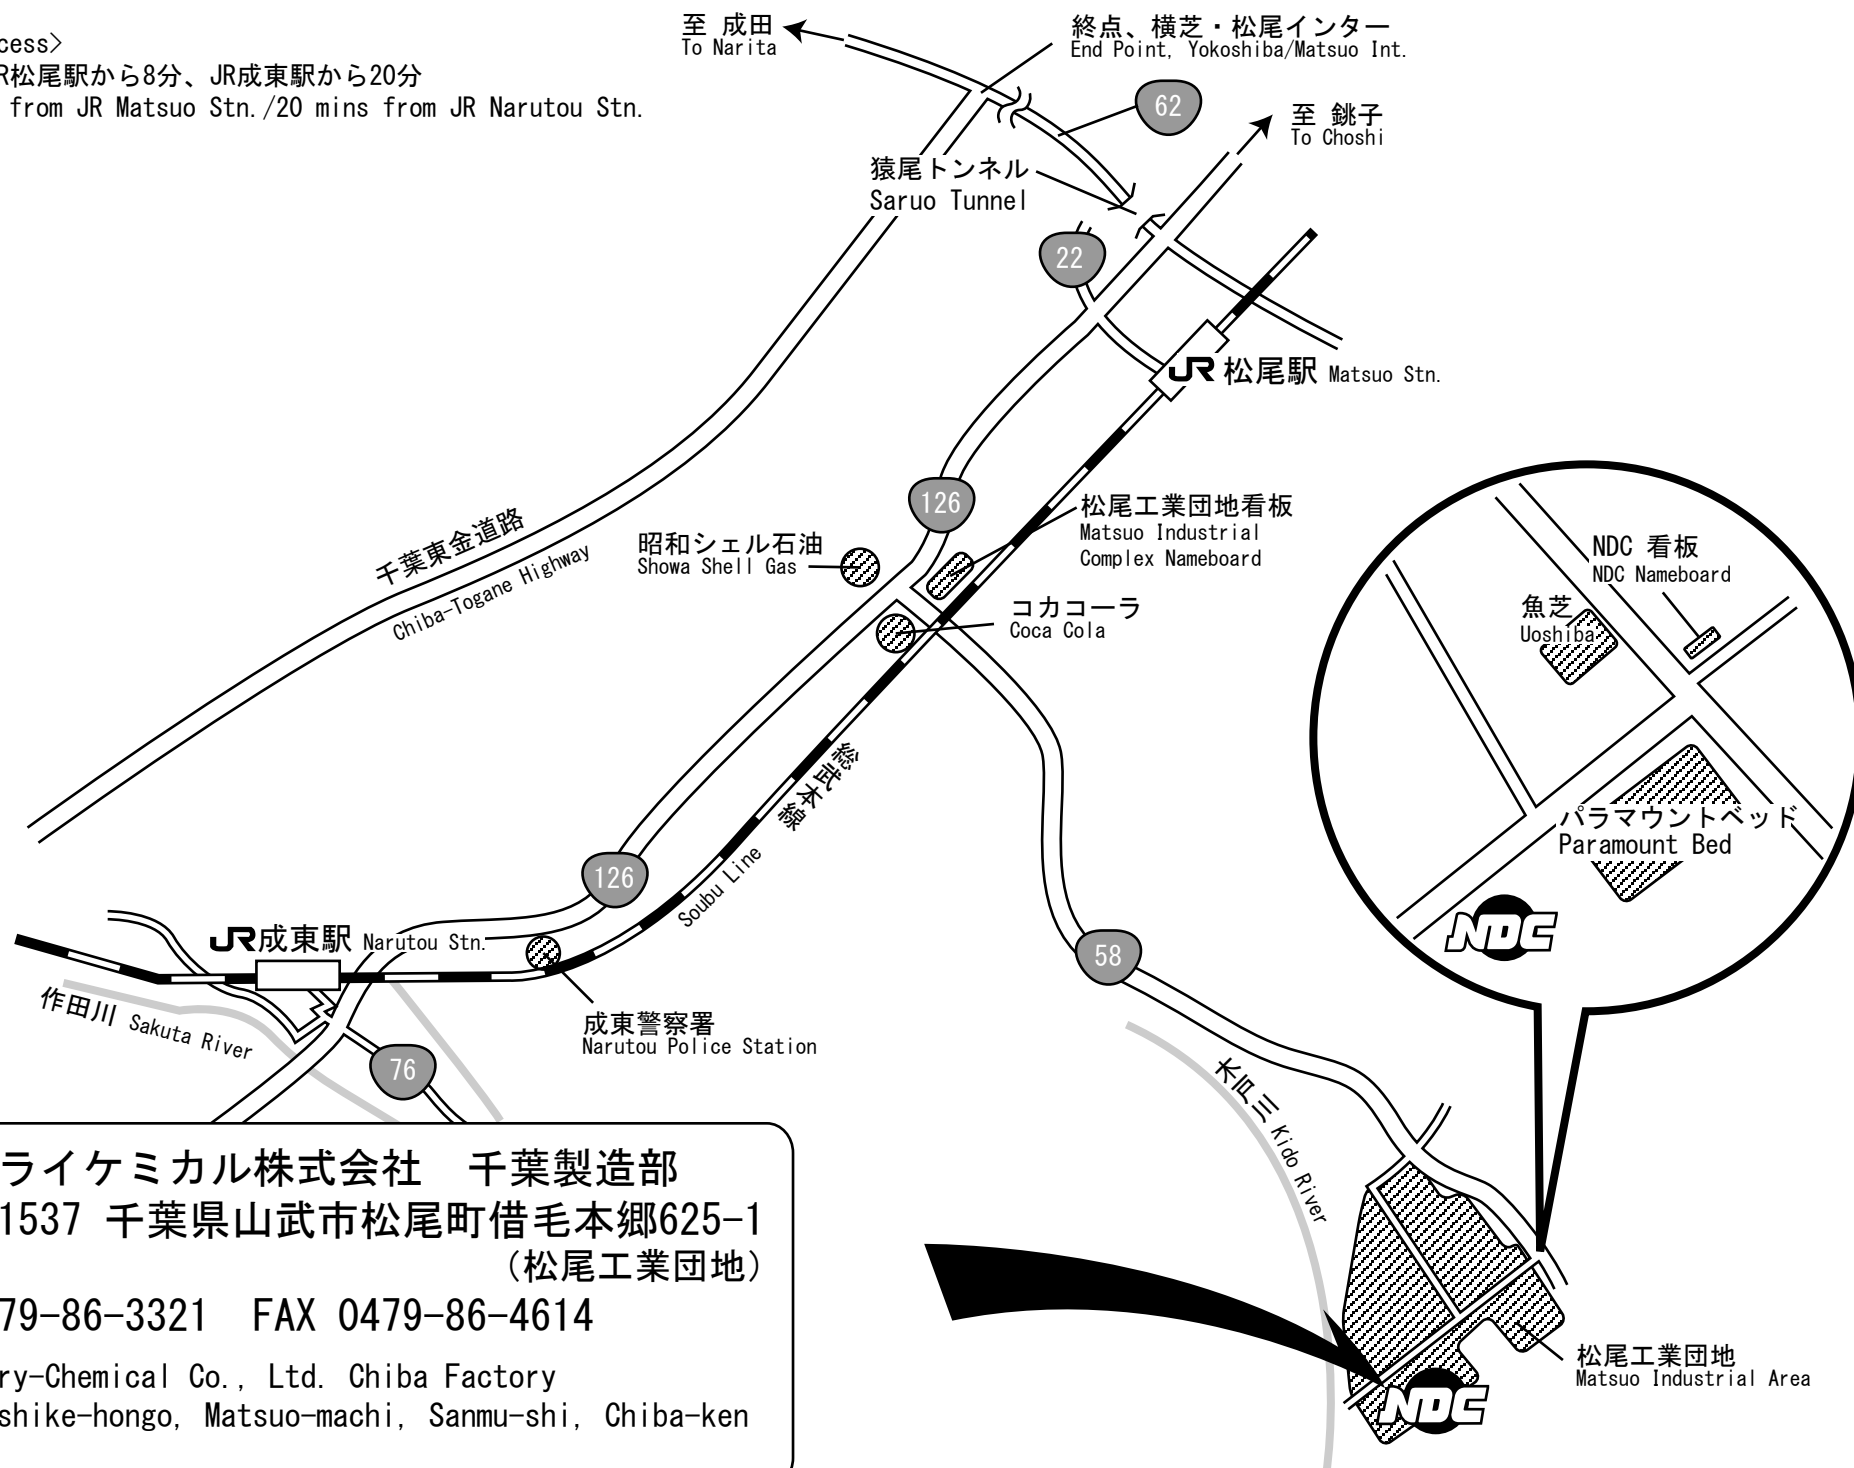 cess>
R松尾駅から8分、JR成東駅から20分
from JR Matsuo Stn./20 mins from JR Narutou Stn.
至 成田
To Narita
終点、横芝・松尾インター
End Point, Yokoshiba/Matsuo Int.
62
至 銚子
To Choshi
猿尾トンネル
Saruo Tunnel
22
JR 松尾駅 Matsuo Stn.
126
松尾工業団地看板
Matsuo Industrial
Complex Nameboard
昭和シェル石油
Showa Shell Gas
千葉東金道路
Chiba-Togane Highway
コカコーラ
Coca Cola
NDC 看板
NDC Nameboard
魚芝
Uoshiba
パラマウントベッド
Paramount Bed
NDC
総武本線
Soubu Line
126
JR成東駅 Narutou Stn.
58
作田川 Sakuta River
成東警察署
Narutou Police Station
76
木戸川 Kido River
ライケミカル株式会社 千葉製造部
1537 千葉県山武市松尾町借毛本郷625-1
(松尾工業団地)
79-86-3321 FAX 0479-86-4614
ry-Chemical Co., Ltd. Chiba Factory
shike-hongo, Matsuo-machi, Sanmu-shi, Chiba-ken
松尾工業団地
Matsuo Industrial Area
NDC